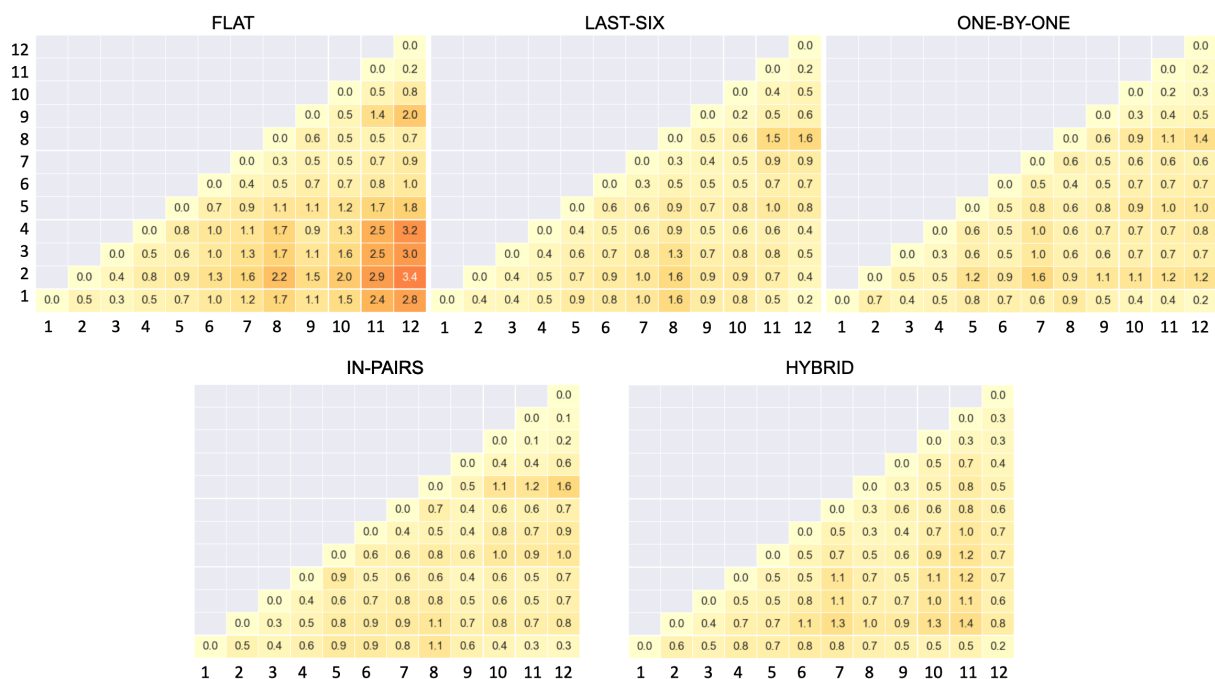 FLAT LAST-SIX ONE-BY-ONE
12 0.0 0.0 0.0
11 0.0 0.2 0.0 0.2 0.0 0.2
10 0.0 0.5 0.8 0.0 0.4 0.5 0.0 0.2 0.3
9 0.0 0.5 1.4 2.0 0.0 0.2 0.5 0.6 0.0 0.3 0.4 0.5
8 0.0 0.6 0.5 0.5 0.7 0.0 0.5 0.6 1.5 1.6 0.0 0.6 0.9 1.1 1.4
7 0.0 0.3 0.5 0.5 0.7 0.9 0.0 0.3 0.4 0.5 0.9 0.9 0.0 0.6 0.5 0.6 0.6 0.6
6 0.0 0.4 0.5 0.7 0.7 0.8 1.0 0.0 0.3 0.5 0.5 0.5 0.7 0.7 0.0 0.5 0.4 0.5 0.7 0.7 0.7
5 0.0 0.7 0.9 1.1 1.1 1.2 1.7 1.8 0.0 0.6 0.6 0.9 0.7 0.8 1.0 0.8 0.0 0.5 0.8 0.6 0.8 0.9 1.0 1.0
4 0.0 0.8 1.0 1.1 1.7 0.9 1.3 2.5 3.2 0.0 0.4 0.5 0.6 0.9 0.5 0.6 0.6 0.4 0.0 0.6 0.5 1.0 0.6 0.7 0.7 0.7 0.8
3 0.0 0.5 0.6 1.0 1.3 1.7 1.1 1.6 2.5 3.0 0.0 0.4 0.6 0.7 0.8 1.3 0.7 0.8 0.8 0.5 0.0 0.3 0.6 0.5 1.0 0.6 0.6 0.7 0.7 0.7
2 0.0 0.4 0.8 0.9 1.3 1.6 2.2 1.5 2.0 2.9 3.4 0.0 0.4 0.5 0.7 0.9 1.0 1.6 0.9 0.9 0.7 0.4 0.0 0.5 0.5 1.2 0.9 1.6 0.9 1.1 1.1 1.2 1.2
1 0.0 0.5 0.3 0.5 0.7 1.0 1.2 1.7 1.1 1.5 2.4 2.8 0.0 0.4 0.4 0.5 0.9 0.8 1.0 1.6 0.9 0.8 0.5 0.2 0.0 0.7 0.4 0.5 0.8 0.7 0.6 0.9 0.5 0.4 0.4 0.2
1 2 3 4 5 6 7 8 9 10 11 12 1 2 3 4 5 6 7 8 9 10 11 12 1 2 3 4 5 6 7 8 9 10 11 12
IN-PAIRS HYBRID
0.0 0.0
0.0 0.1 0.0 0.3
0.0 0.1 0.2 0.0 0.3 0.3
0.0 0.4 0.4 0.6 0.0 0.5 0.7 0.4
0.0 0.5 1.1 1.2 1.6 0.0 0.3 0.5 0.8 0.5
0.0 0.7 0.4 0.6 0.6 0.7 0.0 0.3 0.6 0.6 0.8 0.6
0.0 0.4 0.5 0.4 0.8 0.7 0.9 0.0 0.5 0.3 0.4 0.7 1.0 0.7
0.0 0.6 0.6 0.8 0.6 1.0 0.9 1.0 0.0 0.5 0.7 0.5 0.6 0.9 1.2 0.7
0.0 0.9 0.5 0.6 0.6 0.4 0.6 0.5 0.7 0.0 0.5 0.5 1.1 0.7 0.5 1.1 1.2 0.7
0.0 0.4 0.6 0.7 0.8 0.8 0.5 0.6 0.5 0.7 0.0 0.5 0.5 0.8 1.1 0.7 0.7 1.0 1.1 0.6
0.0 0.3 0.5 0.8 0.9 0.9 1.1 0.7 0.8 0.7 0.8 0.0 0.4 0.7 0.7 1.1 1.3 1.0 0.9 1.3 1.4 0.8
0.0 0.5 0.4 0.6 0.9 0.9 0.8 1.1 0.6 0.4 0.3 0.3 0.0 0.6 0.5 0.8 0.7 0.8 0.8 0.7 0.5 0.5 0.5 0.2
1 2 3 4 5 6 7 8 9 10 11 12 1 2 3 4 5 6 7 8 9 10 11 12